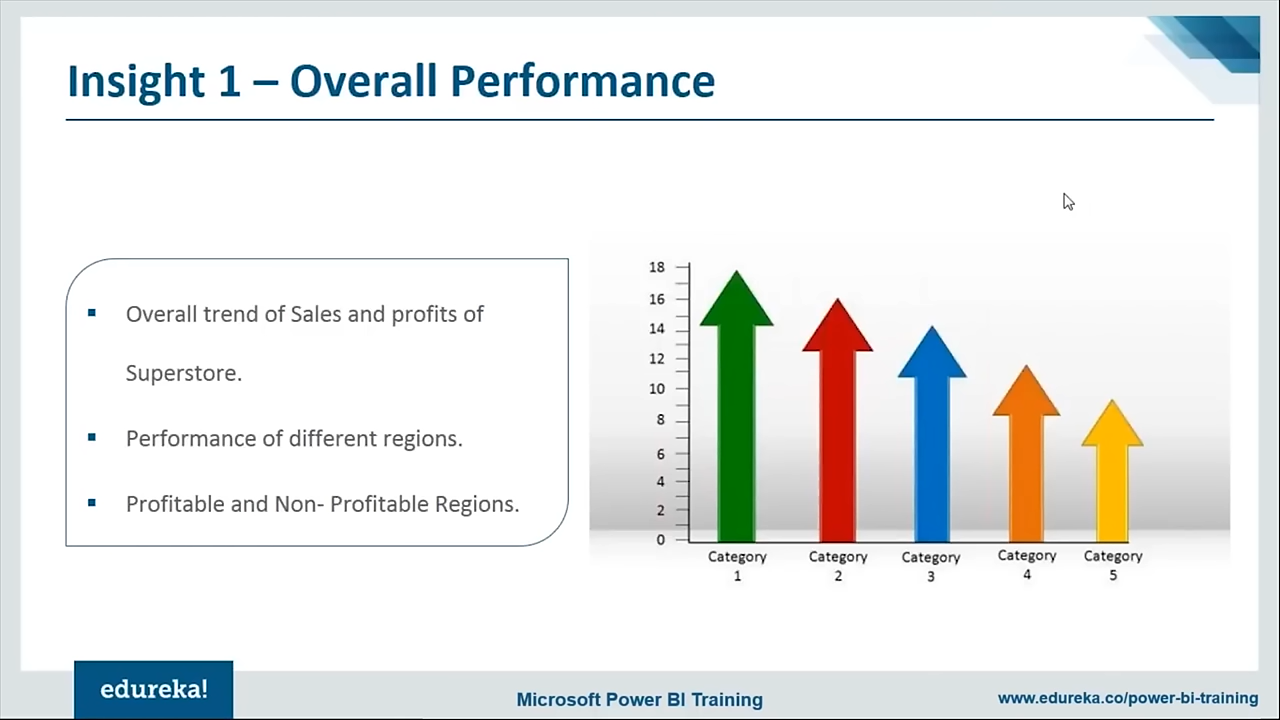 Insight 1 – Overall Performance
▪ Overall trend of Sales and profits of
Superstore.
▪ Performance of different regions.
▪ Profitable and Non- Profitable Regions.
18
16
14
12
10
8
6
4
2
0
Category
1
Category
2
Category
3
Category
4
Category
5
edureka!
Microsoft Power BI Training
www.edureka.co/power-bi-training